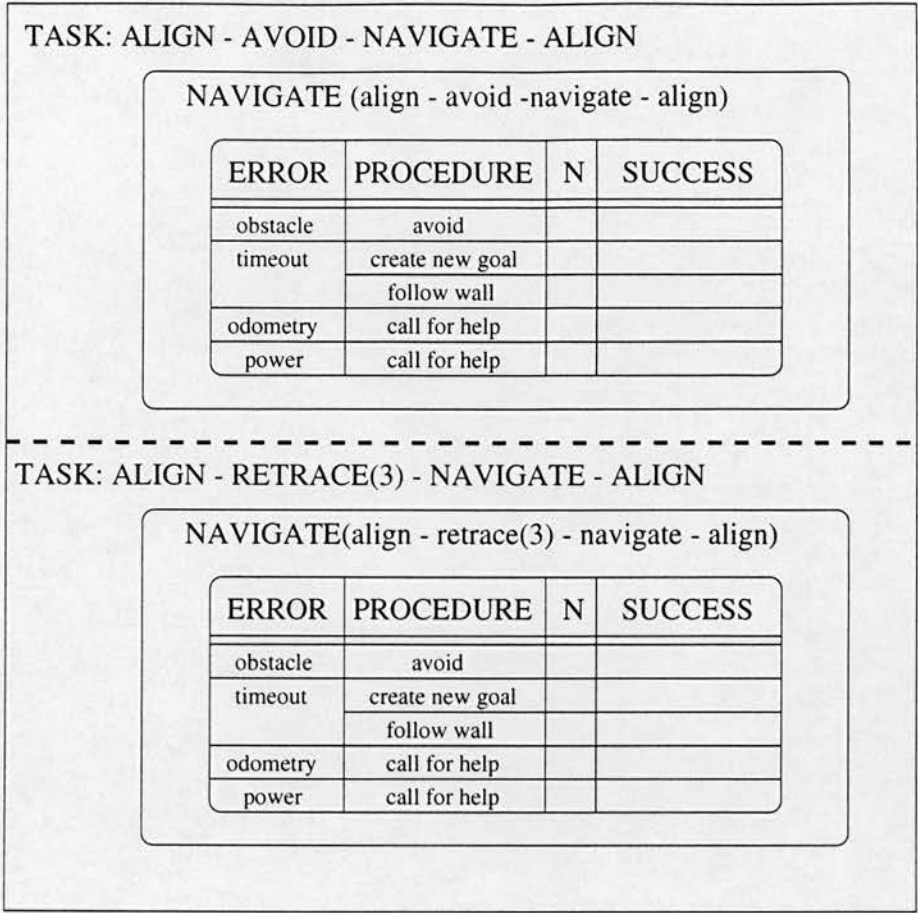 TASK: ALIGN - AVOID - NAVIGATE - ALIGN
NAVIGATE (align - avoid -navigate - align)
ERROR PROCEDURE N SUCCESS
obstacle avoid
timeout create new goal
follow wall
odometry call for help
power call for help
TASK: ALIGN - RETRACE(3) - NAVIGATE - ALIGN
NAVIGATE(align - retrace(3) - navigate - align)
ERROR PROCEDURE N SUCCESS
obstacle avoid
timeout create new goal
follow wall
odometry call for help
power call for help